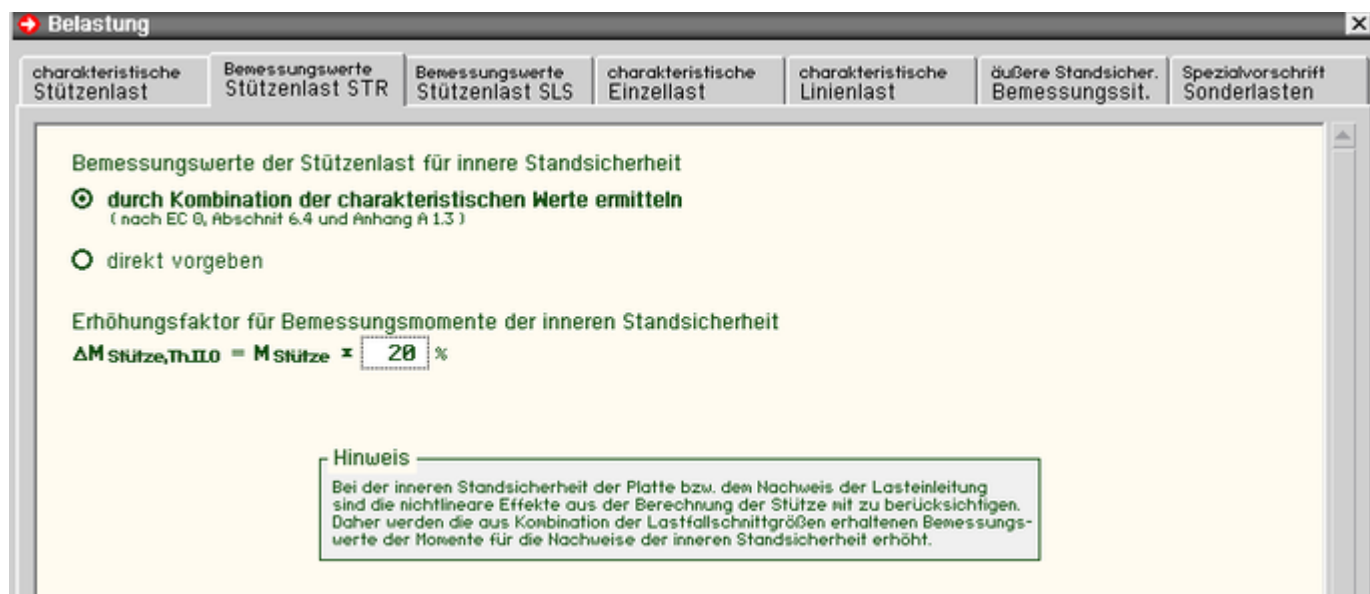 Belastung
charakteristische
Stützenlast
Bemessungswerte
Stützenlast STR
Bemessungswerte
Stützenlast SLS
charakteristische
Einzellast
charakteristische
Linienlast
äußere Standsicher.
Bemessungssit.
Spezialvorschrift
Sonderlasten
Bemessungswerte der Stützenlast für innere Standsicherheit
durch Kombination der charakteristischen Werte ermitteln
( nach EC 0, Abschnit 6.4 und Anhang A 1.3 )
direkt vorgeben
Erhöhungsfaktor für Bemessungsmomente der inneren Standsicherheit
ΔM Stütze,Th.II.O = M Stütze x 20 %
Hinweis
Bei der inneren Standsicherheit der Platte bzw. dem Nachweis der Lasteinleitung
sind die nichtlineare Effekte aus der Berechnung der Stütze mit zu berücksichtigen.
Daher werden die aus Kombination der Lastfallschnittgrößen erhaltenen Bemessungs-
werte der Momente für die Nachweise der inneren Standsicherheit erhöht.